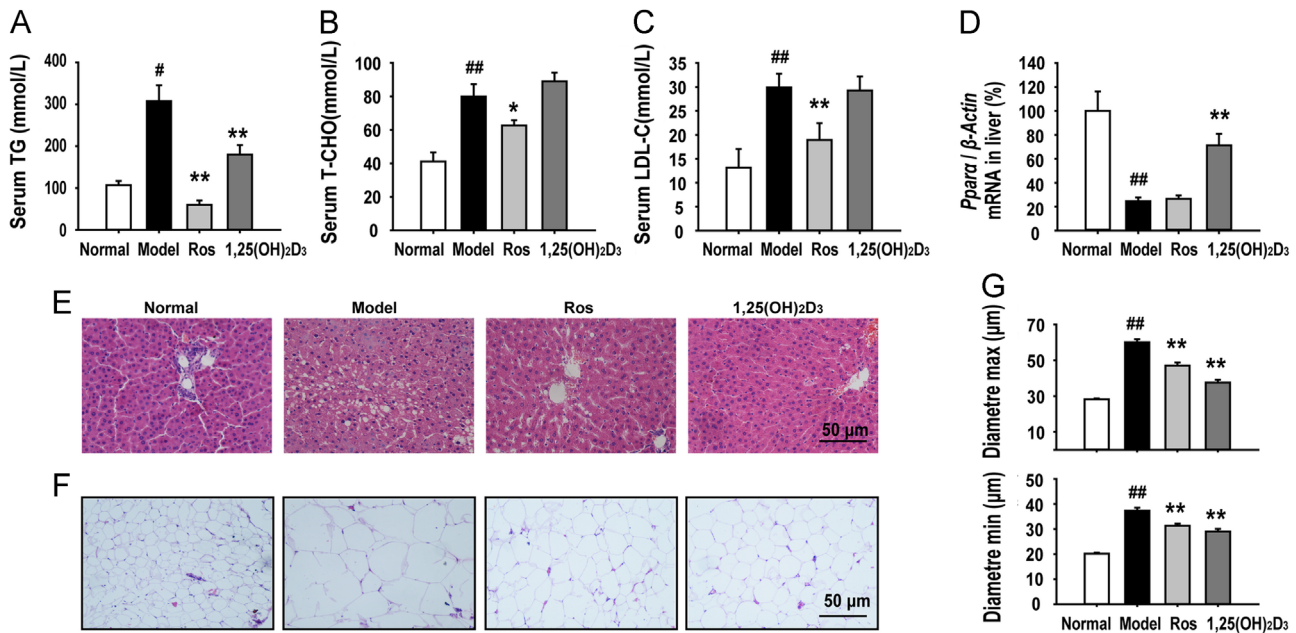 A
Serum TG (mmol/L)
400
300
200
100
0
#
**
**
Normal Model Ros 1,25(OH)₂D₃
B
Serum T-CHO(mmol/L)
100
80
60
40
20
0
##
*
Normal Model Ros 1,25(OH)₂D₃
C
Serum LDL-C(mmol/L)
35
30
25
20
15
10
5
0
##
**
Normal Model Ros 1,25(OH)₂D₃
D
Pparα / β-Actin
mRNA in liver (%)
140
120
100
80
60
40
20
0
##
**
Normal Model Ros 1,25(OH)₂D₃
E
Normal Model Ros 1,25(OH)₂D₃
50 µm
F
50 µm
G
Diametre max (µm)
70
50
30
10
##
**
**
Diametre min (µm)
50
40
30
20
10
0
##
**
**
Normal Model Ros 1,25(OH)₂D₃